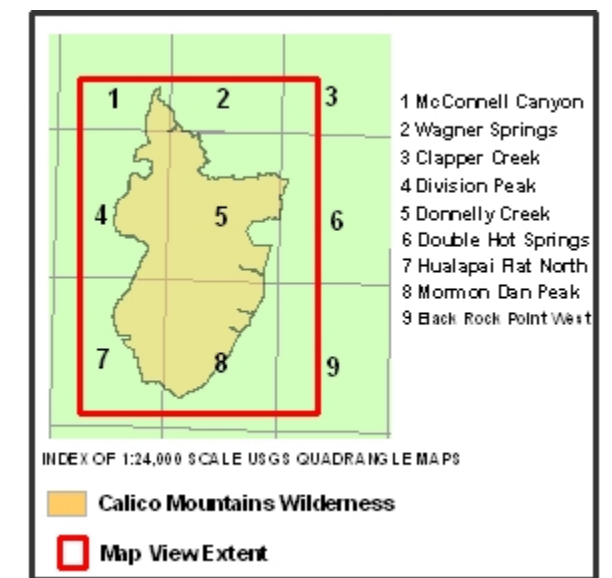 1 2 3
4 5 6
7 8 9
1 McConnell Canyon
2 Wagner Springs
3 Clapper Creek
4 Division Peak
5 Donnelly Creek
6 Double Hot Springs
7 Hualapai Flat North
8 Mormon Dan Peak
9 Black Rock Point West
INDEX OF 1:24,000 SCALE USGS QUADRANGLE MAPS
Calico Mountains Wilderness
Map View Extent